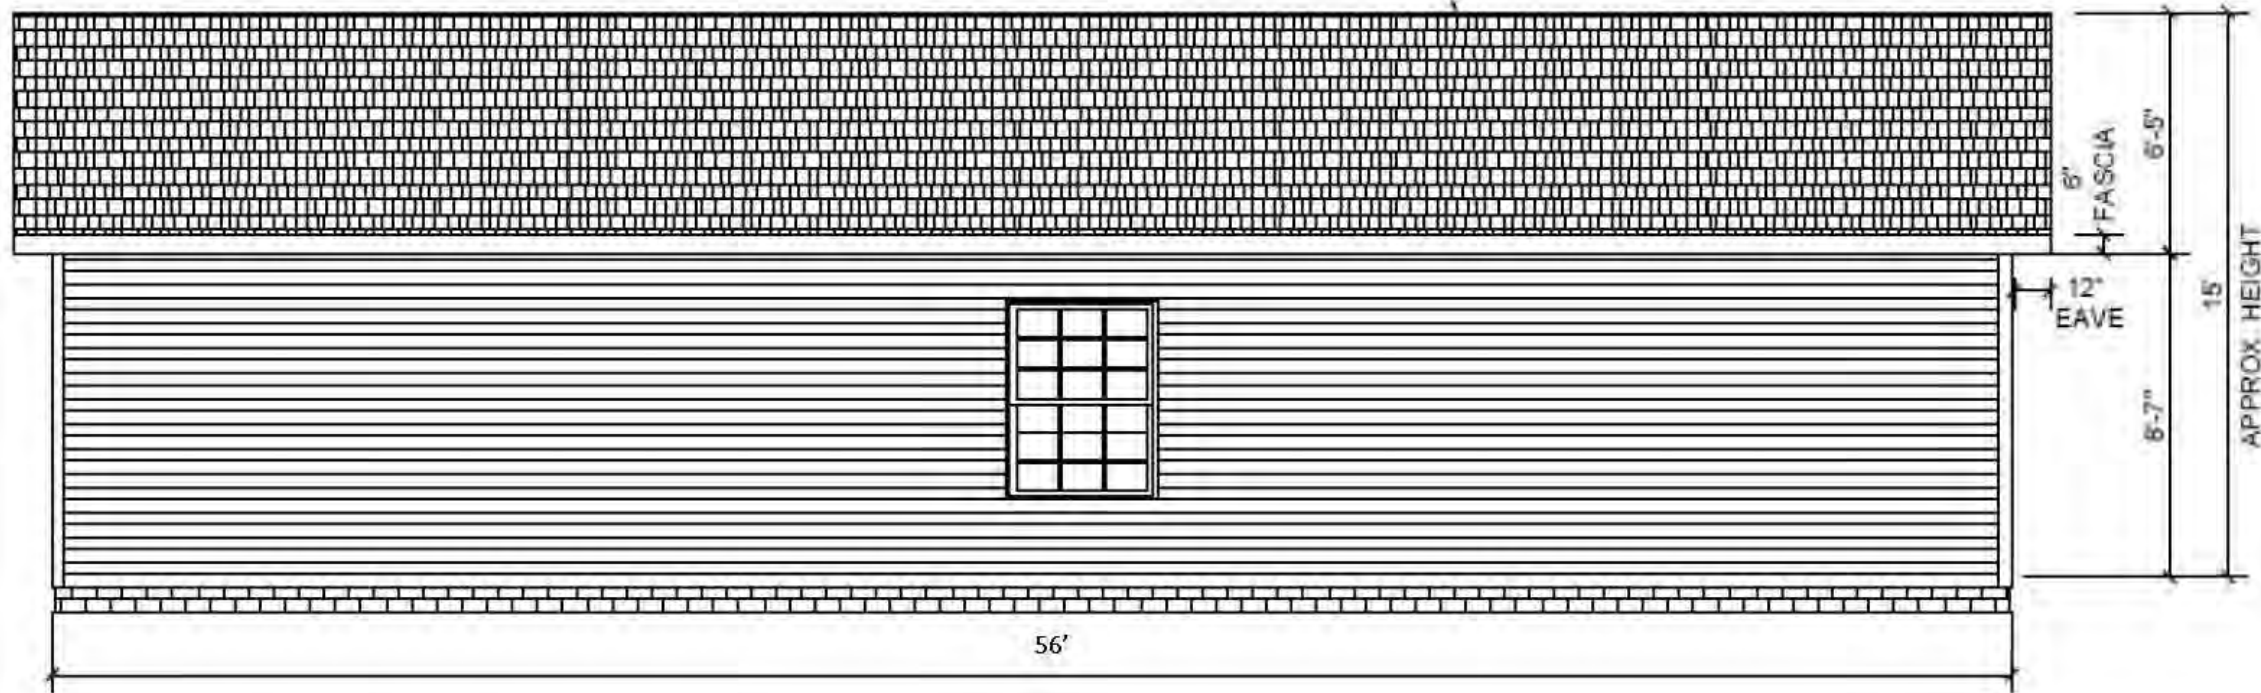 6'-5"
6"
FASCIA
12"
EAVE
15'
APPROX. HEIGHT
8'-7"
56'